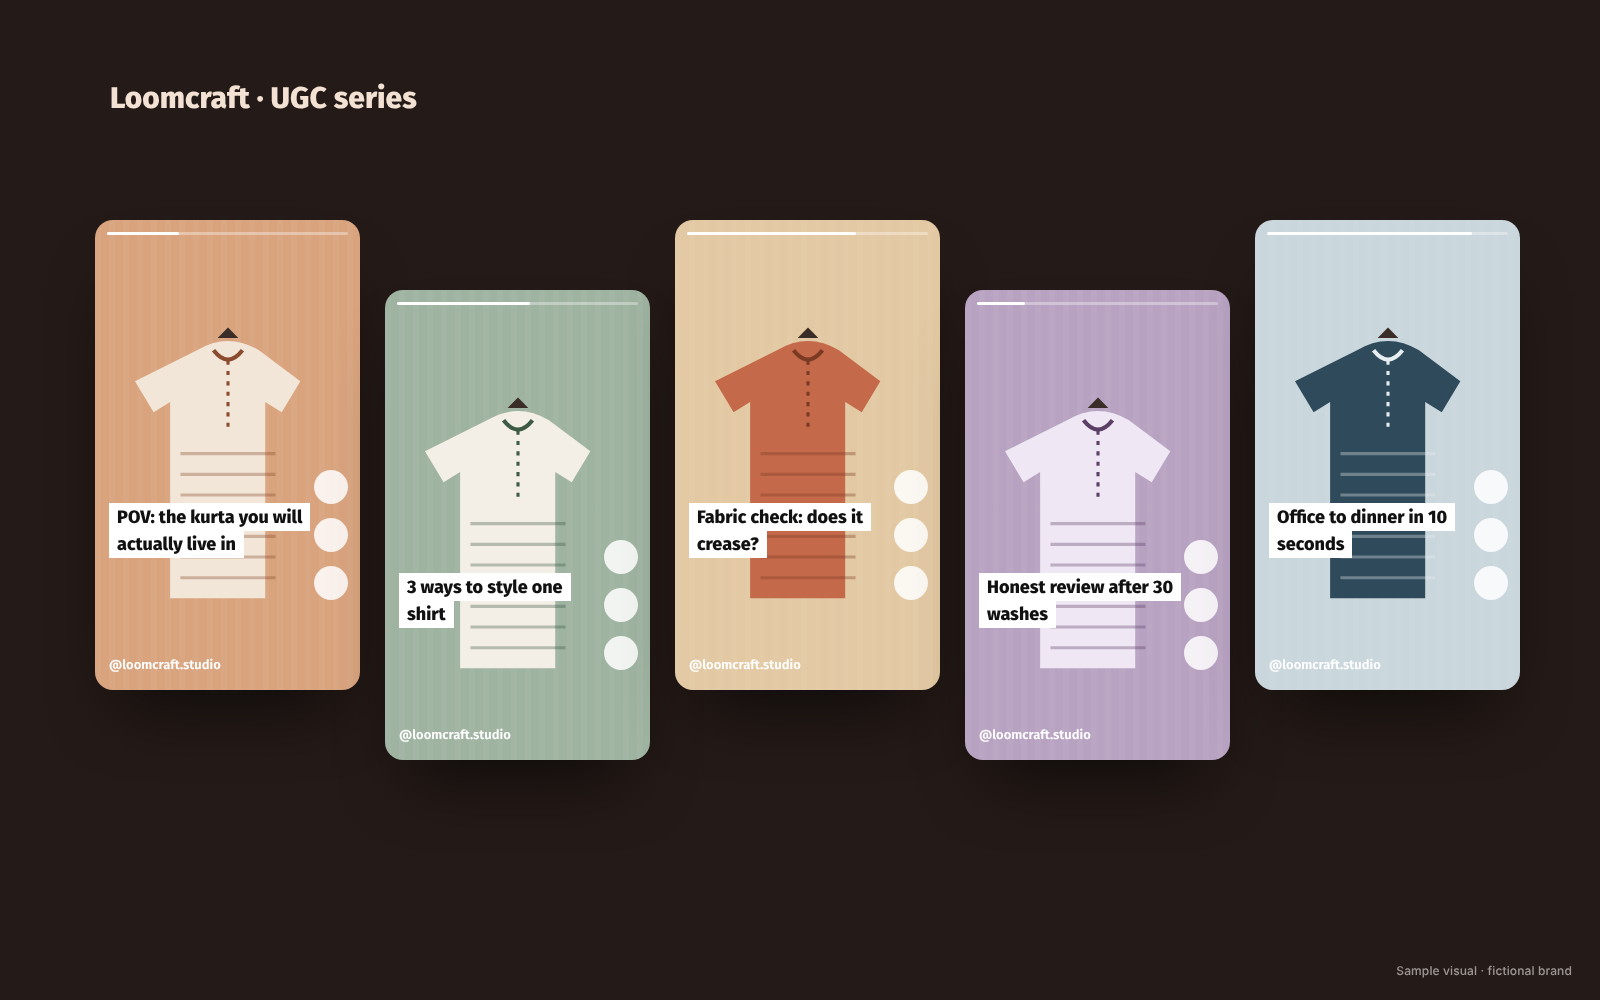 Loomcraft · UGC series
POV: the kurta you will
actually live in
@loomcraft.studio
3 ways to style one
shirt
@loomcraft.studio
Fabric check: does it
crease?
@loomcraft.studio
Honest review after 30
washes
@loomcraft.studio
Office to dinner in 10
seconds
@loomcraft.studio
Sample visual · fictional brand